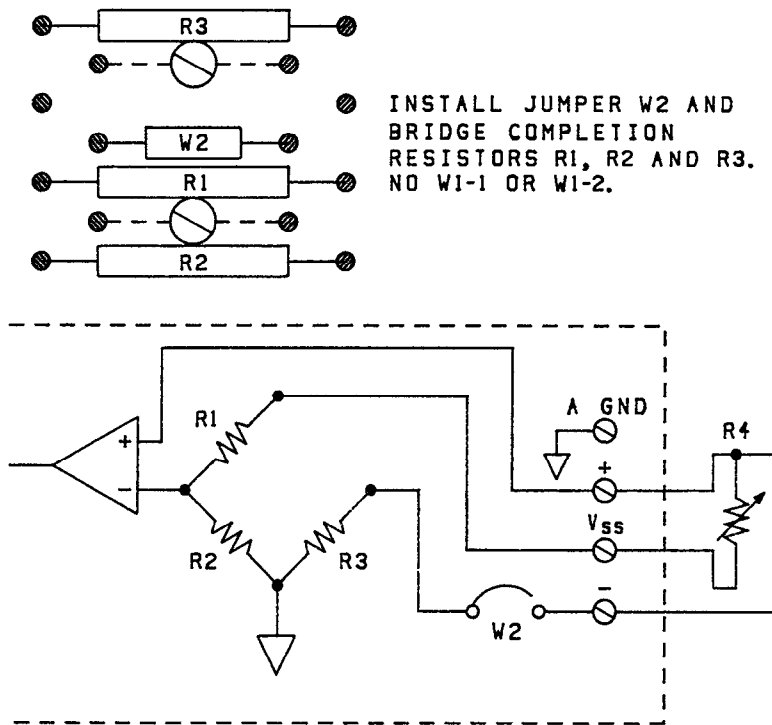 R3
INSTALL JUMPER W2 AND
BRIDGE COMPLETION
RESISTORS R1, R2 AND R3.
NO W1-1 OR W1-2.
W2
R1
R2
A GND
R4
R1
+
+
-
VSS
R2
R3
-
W2